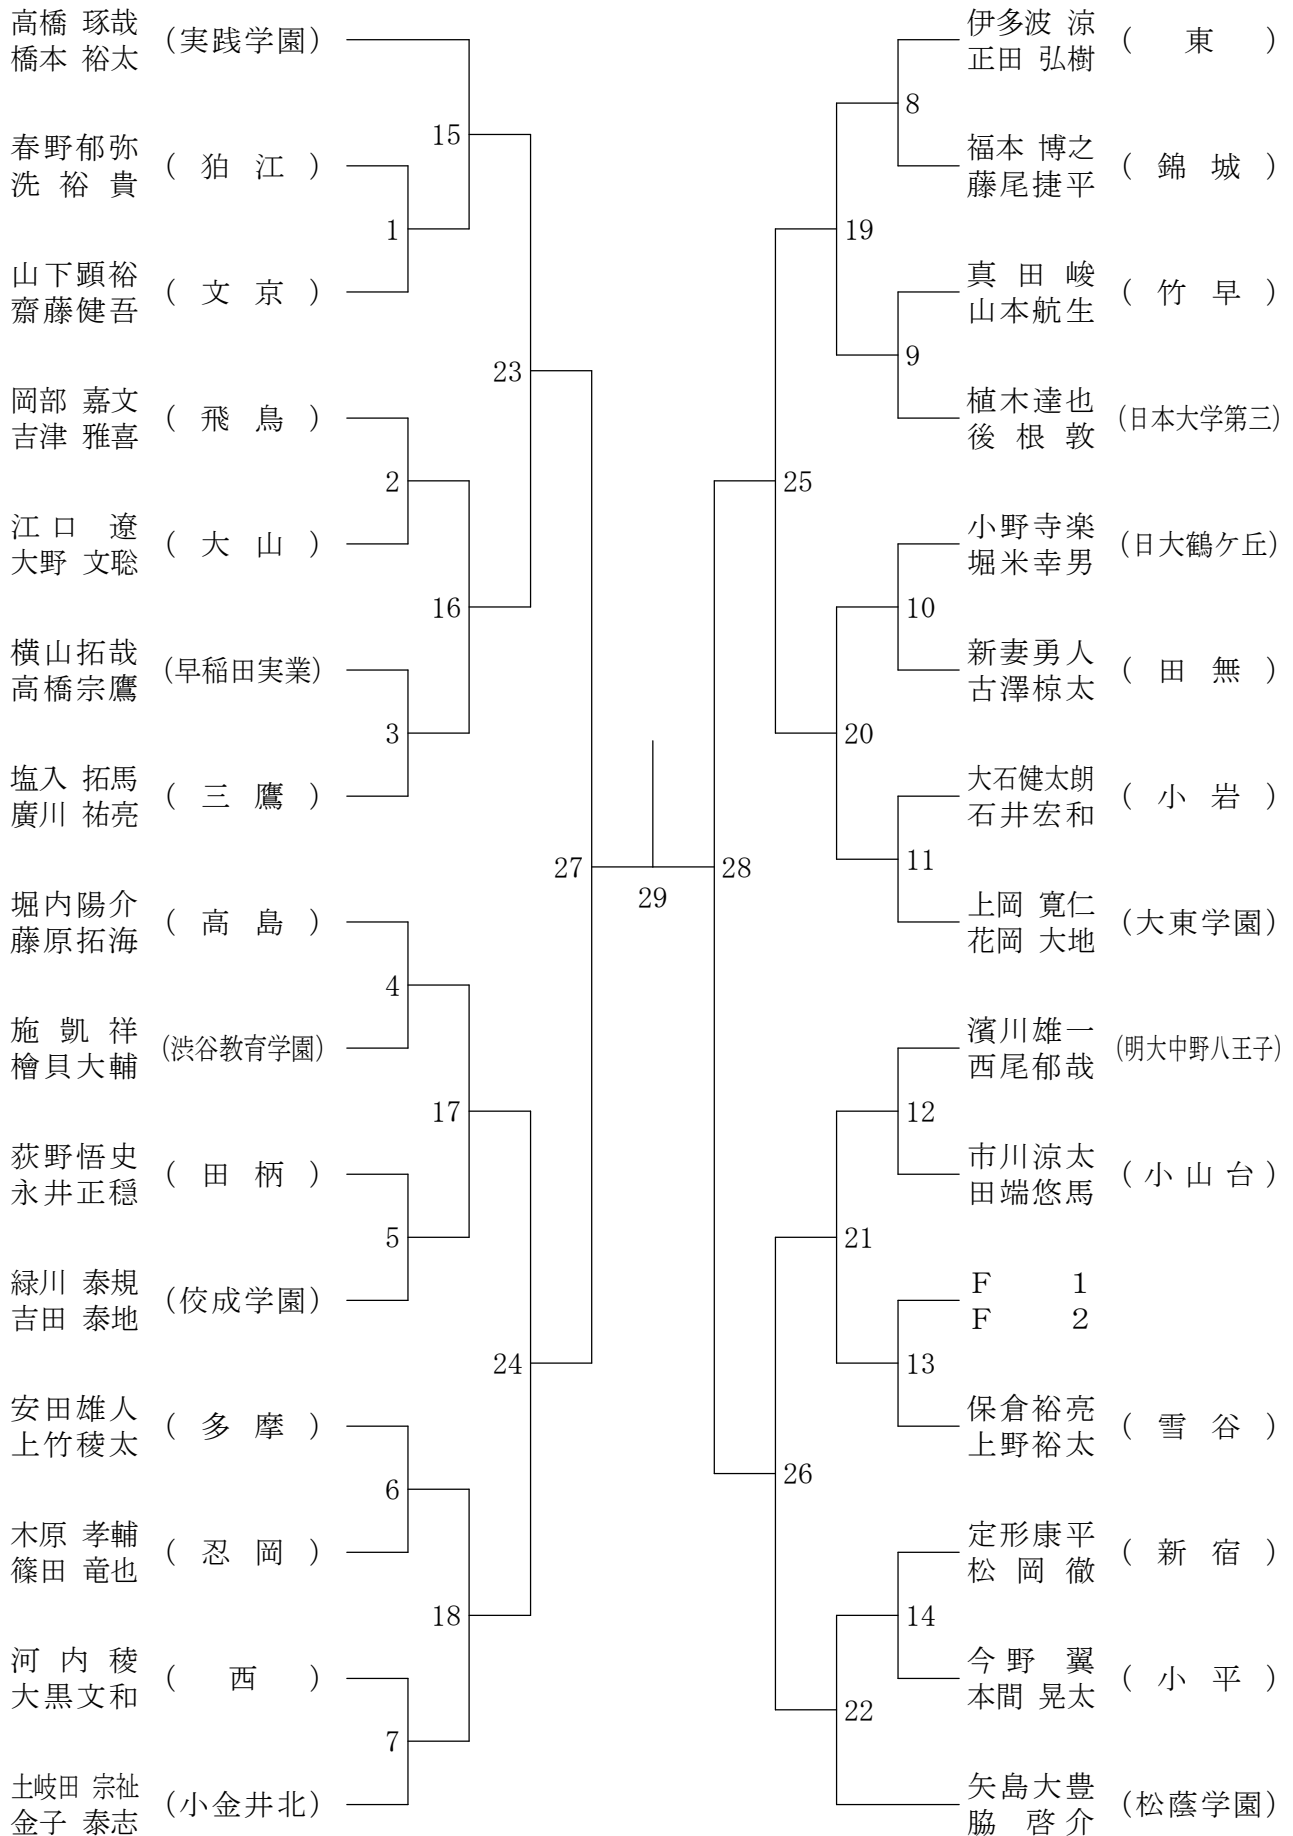 高橋 琢哉
橋本 裕太
(実践学園)
春野郁弥
洗裕貴
(狛江)
山下顕裕
齋藤健吾
(文京)
岡部 嘉文
吉津 雅喜
(飛鳥)
江口 遼
大野 文聡
(大山)
横山拓哉
高橋宗鷹
(早稲田実業)
塩入 拓馬
廣川 祐亮
(三鷹)
堀内陽介
藤原拓海
(高島)
施凱祥
檜貝大輔
(渋谷教育学園)
荻野悟史
永井正穏
(田柄)
緑川 泰規
吉田 泰地
(佼成学園)
安田雄人
上竹稜太
(多摩)
木原 孝輔
篠田 竜也
(忍岡)
河内稜
大黒文和
(西)
土岐田 宗祉
金子 泰志
(小金井北)
1
2
3
4
5
6
7
15
16
17
18
23
24
27
29
28
25
26
19
20
21
22
8
9
10
11
12
13
14
伊多波 涼
正田 弘樹
(東)
福本 博之
藤尾捷平
(錦城)
真田峻
山本航生
(竹早)
植木達也
後根敦
(日本大学第三)
小野寺楽
堀米幸男
(日大鶴ケ丘)
新妻勇人
古澤椋太
(田無)
大石健太朗
石井宏和
(小岩)
上岡 寛仁
花岡 大地
(大東学園)
濱川雄一
西尾郁哉
(明大中野八王子)
市川涼太
田端悠馬
(小山台)
F 1
F 2
保倉裕亮
上野裕太
(雪谷)
定形康平
松岡徹
(新宿)
今野 翼
本間 晃太
(小平)
矢島大豊
脇 啓介
(松蔭学園)